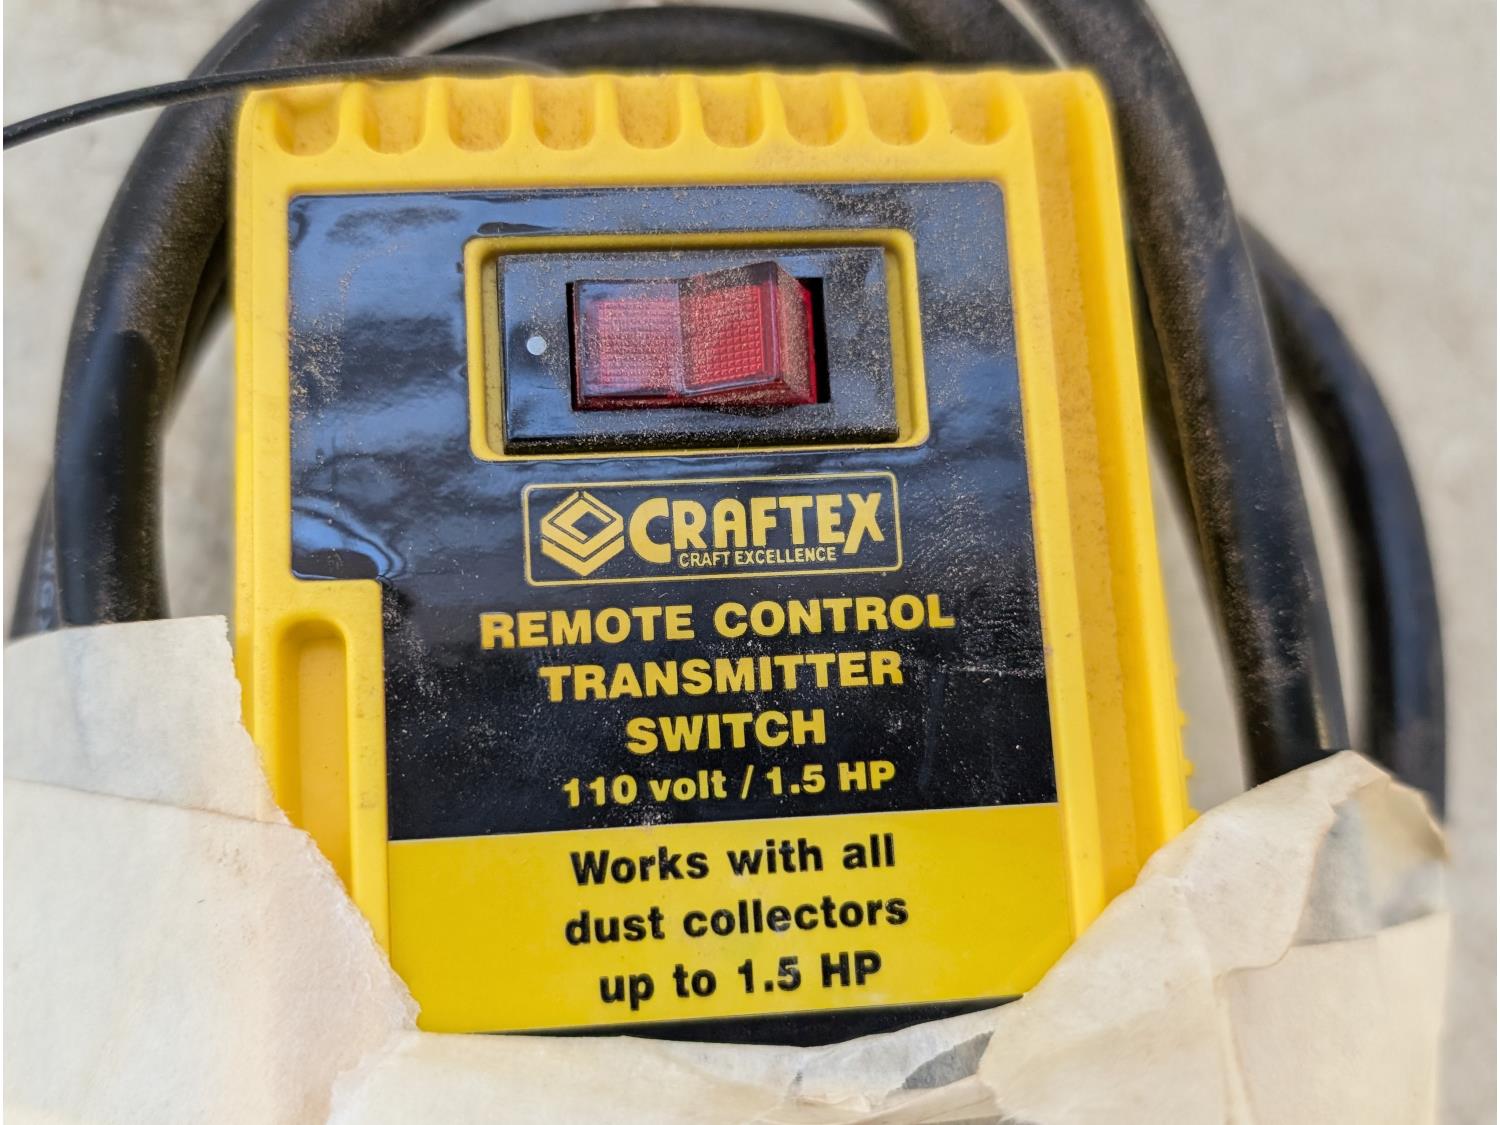 CRAFTEX
CRAFT EXCELLENCE
REMOTE CONTROL
TRANSMITTER
SWITCH
110 volt / 1.5 HP
Works with all
dust collectors
up to 1.5 HP